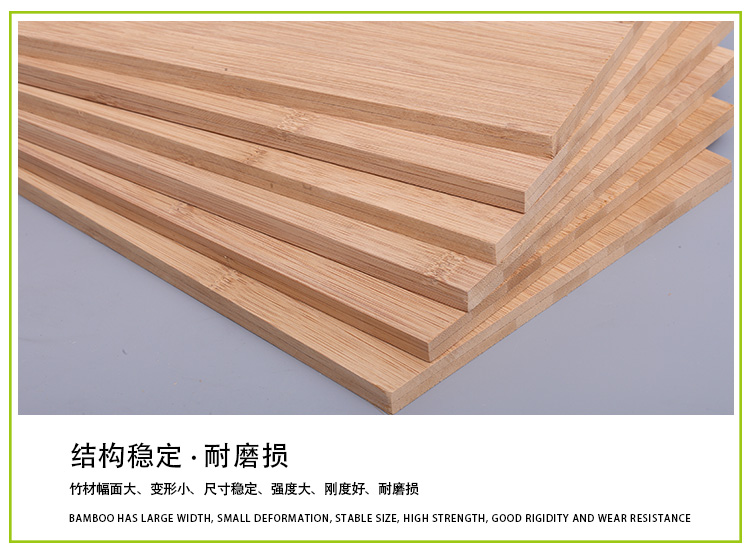 结构稳定·耐磨损
竹材幅面大、变形小、尺寸稳定、强度大、刚度好、耐磨损
BAMBOO HAS LARGE WIDTH, SMALL DEFORMATION, STABLE SIZE, HIGH STRENGTH, GOOD RIGIDITY AND WEAR RESISTANCE